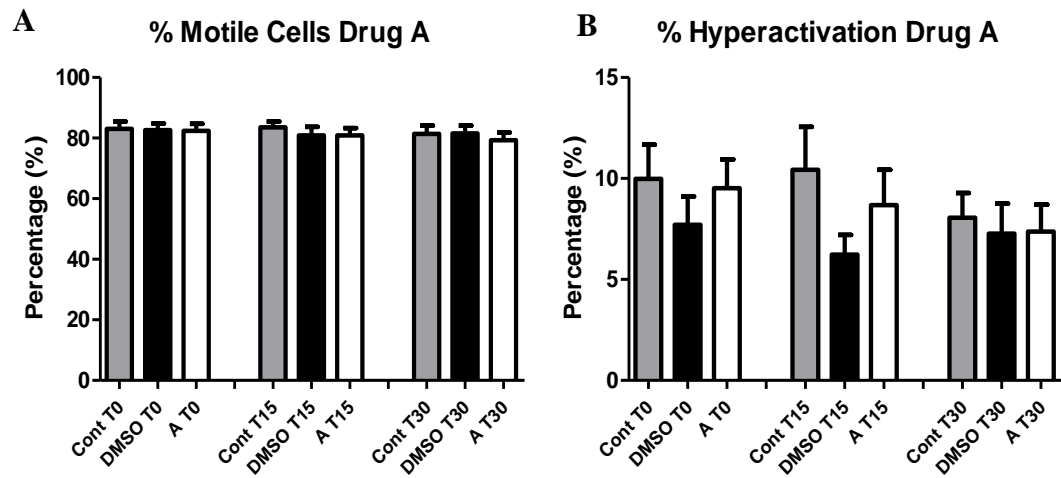 A
% Motile Cells Drug A
Percentage (%)
100
80
60
40
20
0
Cont T0
DMSO T0
A T0
Cont T15
DMSO T15
A T15
Cont T30
DMSO T30
A T30
B
% Hyperactivation Drug A
Percentage (%)
15
10
5
0
Cont T0
DMSO T0
A T0
Cont T15
DMSO T15
A T15
Cont T30
DMSO T30
A T30